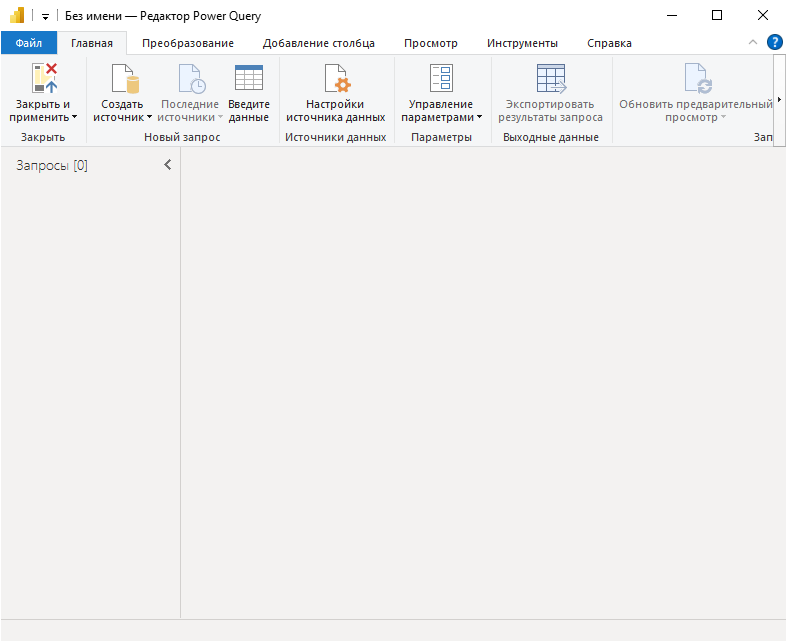 Без имени — Редактор Power Query
Файл Главная Преобразование Добавление столбца Просмотр Инструменты Справка
Закрыть и применить
Создать источник
Последние источники
Введите данные
Настройки источника данных
Управление параметрами
Экспортировать результаты запроса
Обновить предварительный просмотр
Закрыть Новый запрос Источники данных Параметры Выходные данные Зап
Запросы [0]